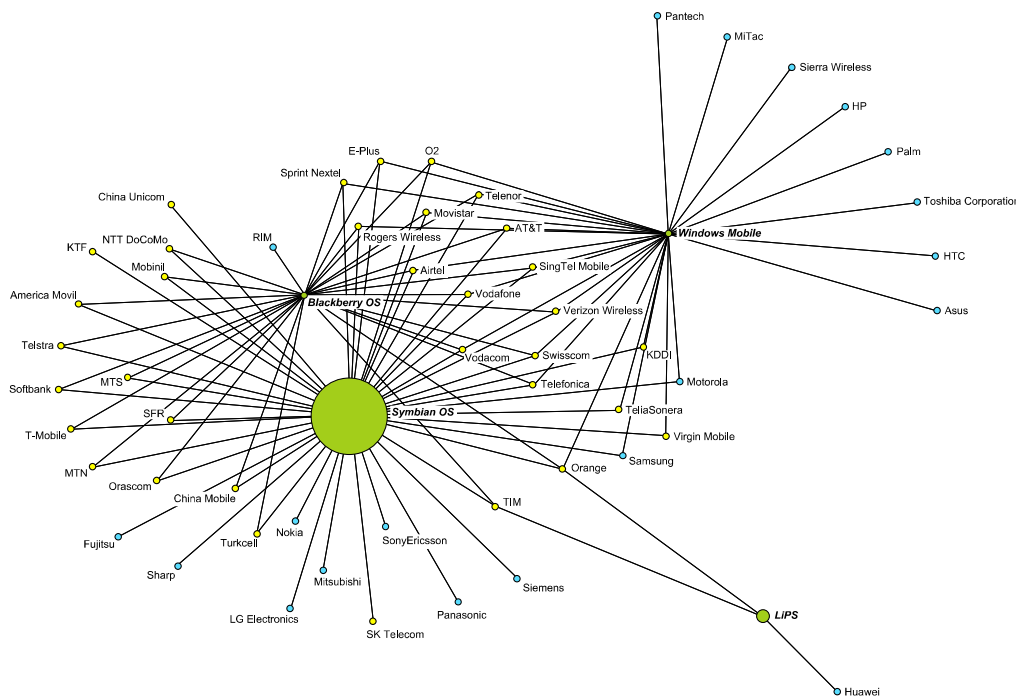 Pantech
MiTac
Sierra Wireless
HP
E-Plus
O2
Palm
Sprint Nextel
China Unicom
Telenor
Toshiba Corporation
Movistar
AT&T
Windows Mobile
Rogers Wireless
NTT DoCoMo
RIM
KTF
HTC
Mobinil
Airtel
SingTel Mobile
America Movil
Blackberry OS
Vodafone
Verizon Wireless
Asus
Telstra
Vodacom
Swisscom
KDDI
MTS
Softbank
Telefonica
Motorola
SFR
Symbian OS
TeliaSonera
T-Mobile
Virgin Mobile
MTN
Orascom
Orange
Samsung
China Mobile
TIM
Fujitsu
Turkcell
Nokia
SonyEricsson
Sharp
Mitsubishi
Siemens
LG Electronics
Panasonic
LiPS
SK Telecom
Huawei